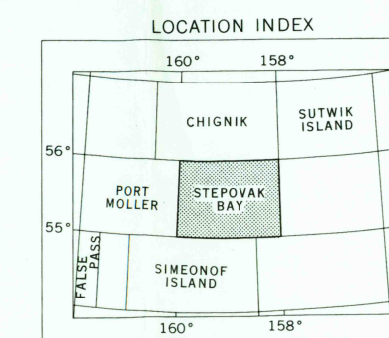 LOCATION INDEX
160° 158°
CHIGNIK
SUTWIK
ISLAND
56°
PORT
MOLLER
STEPOVAK
BAY
55°
FALSE
PASS
SIMEONOF
ISLAND
160° 158°